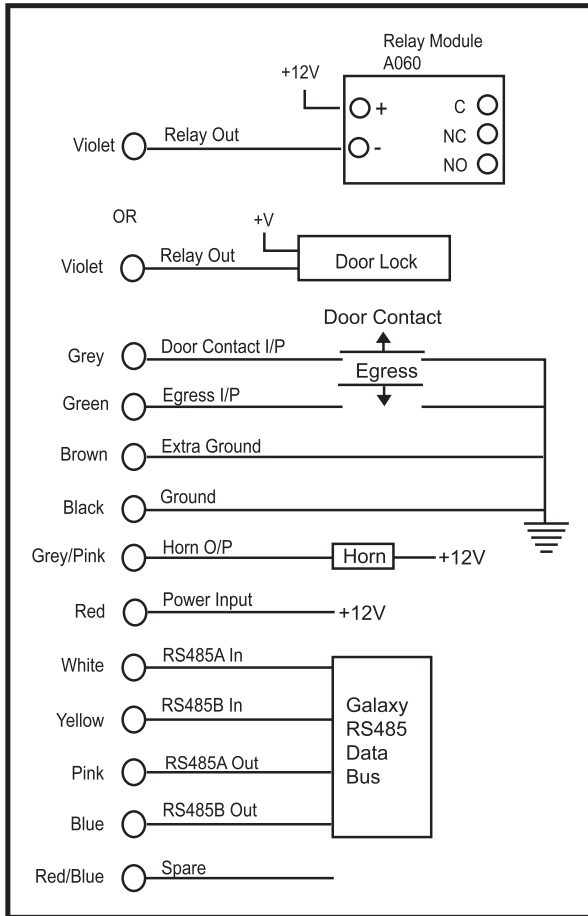 Relay Module
A060
+12V
+
C
NC
Violet
Relay Out
-
NO
OR
+V
Violet
Relay Out
Door Lock
Door Contact
Grey
Door Contact I/P
Egress
Green
Egress I/P
Brown
Extra Ground
Black
Ground
Grey/Pink
Horn O/P
Horn
+12V
Red
Power Input
+12V
White
RS485A In
Yellow
RS485B In
Galaxy
RS485
Data
Bus
Pink
RS485A Out
Blue
RS485B Out
Red/Blue
Spare